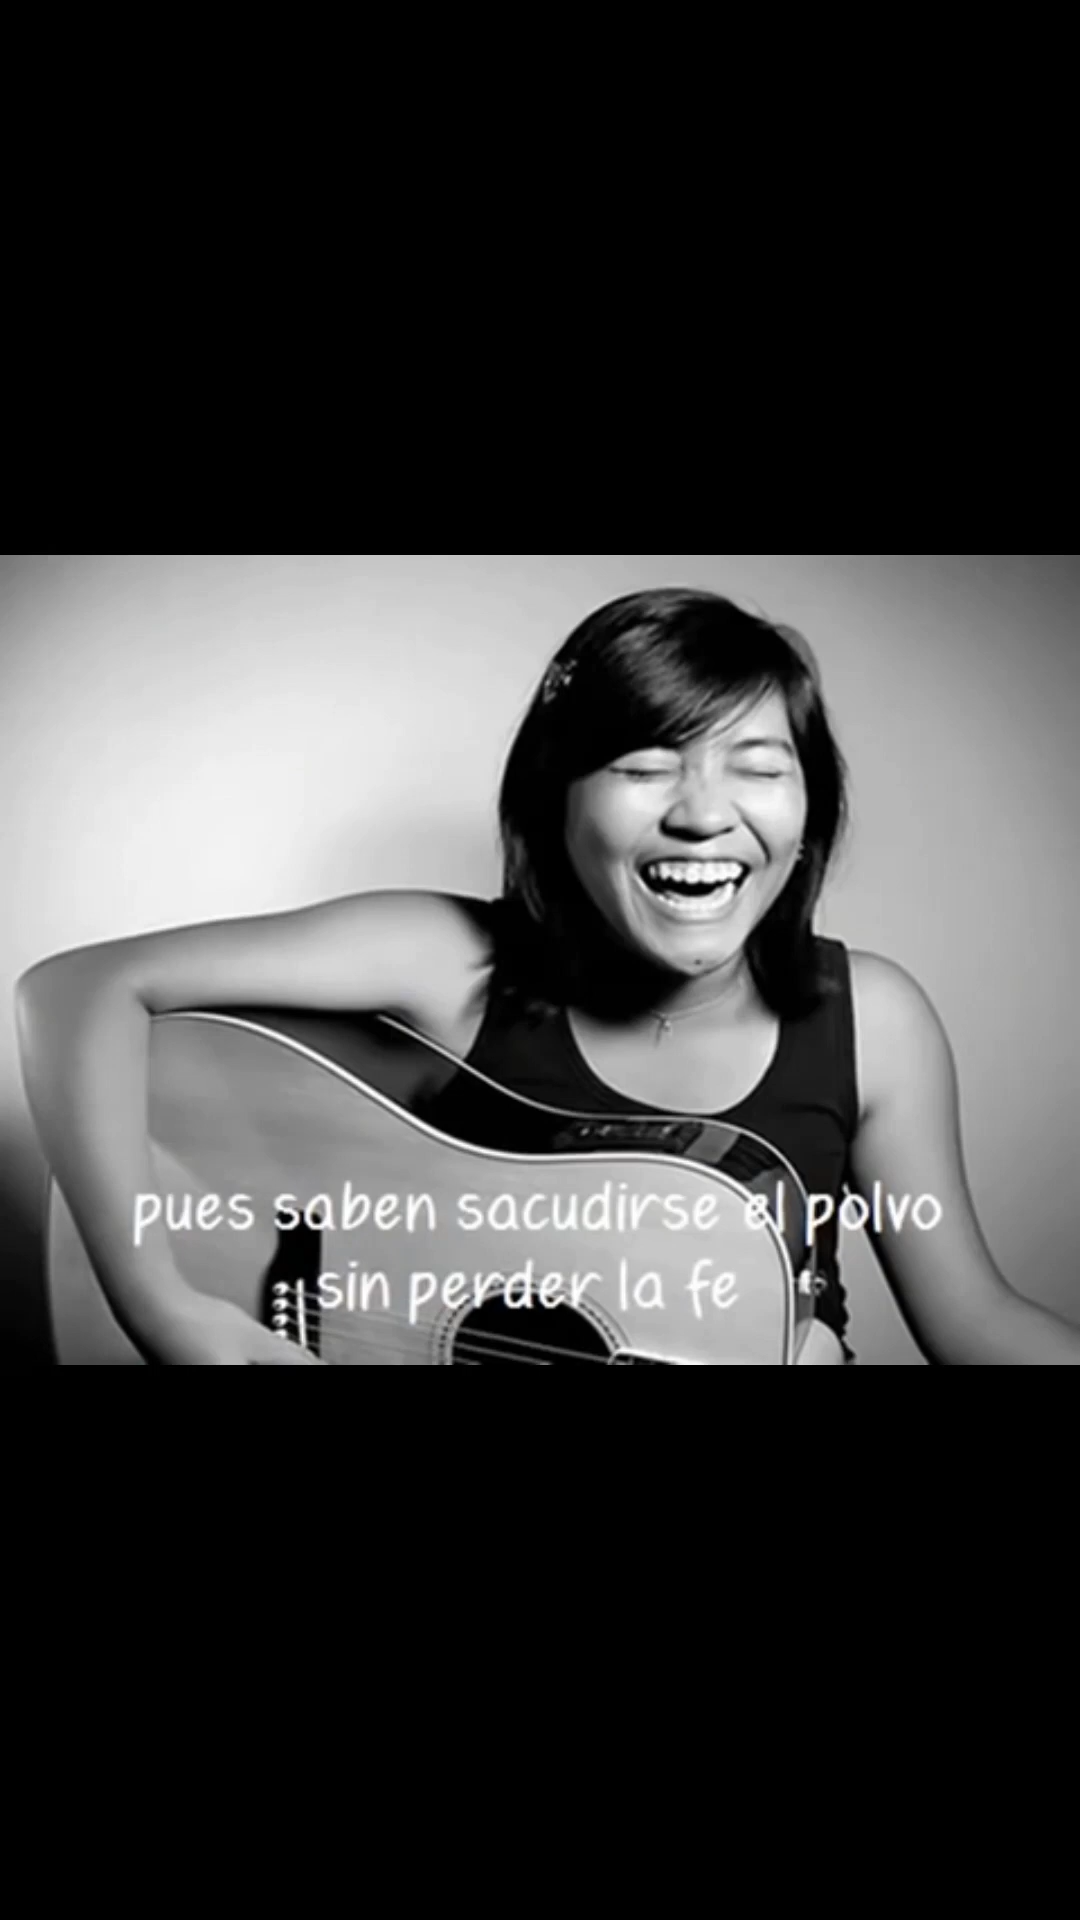 pues saben sacudirse el polvo
sin perder la fe